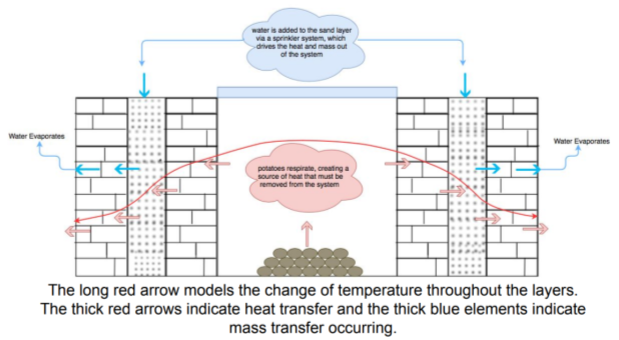 water is added to the sand layer
via a sprinkler system, which
drives the heat and mass out
of the system
Water Evaporates
Water Evaporates
potatoes respirate, creating a
source of heat that must be
removed from the system
The long red arrow models the change of temperature throughout the layers.
The thick red arrows indicate heat transfer and the thick blue elements indicate
mass transfer occurring.